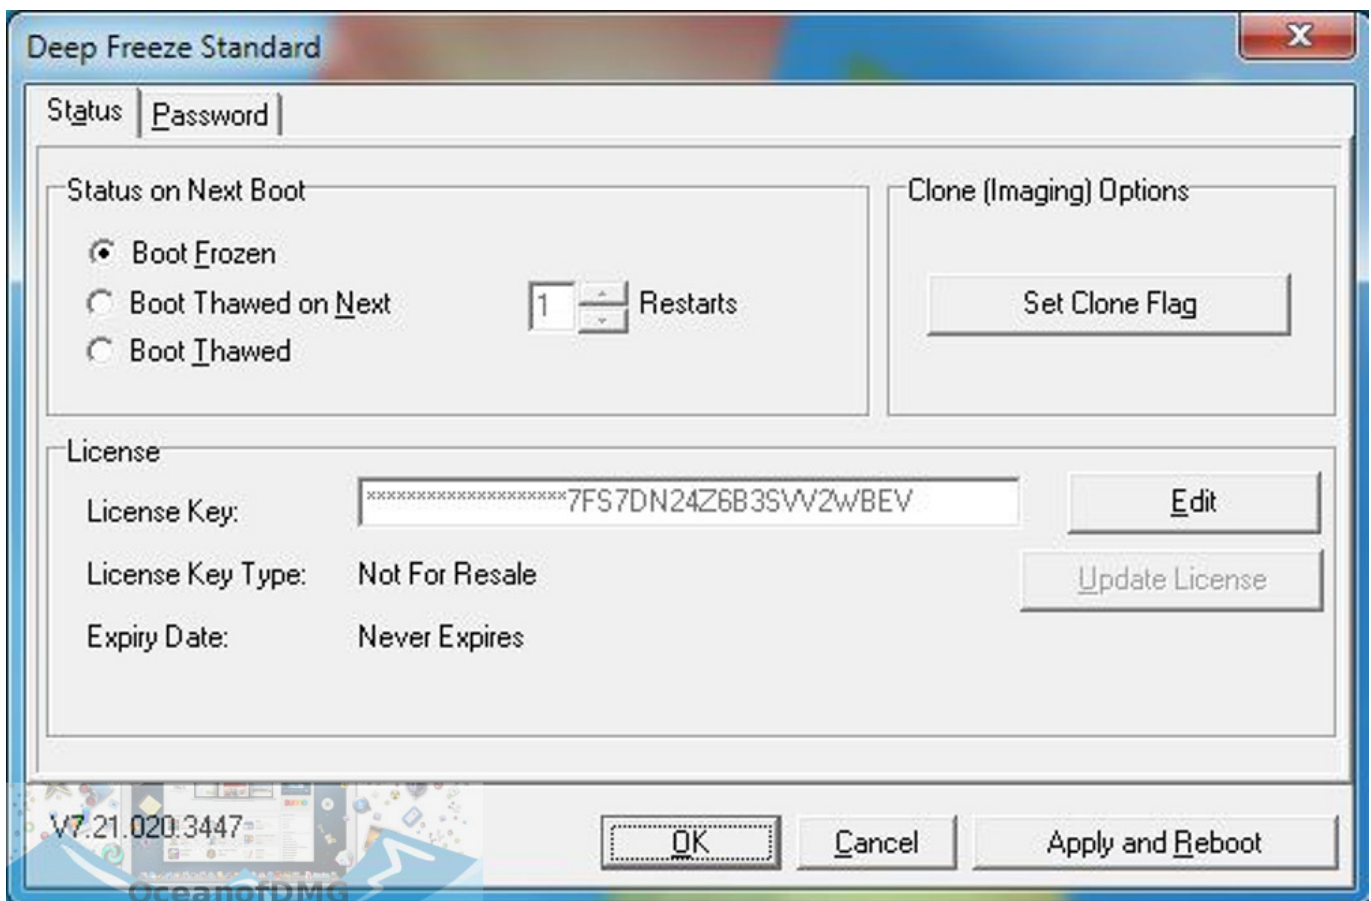 Deep Freeze Standard
Status
Password
Status on Next Boot
Boot Frozen
Boot Thawed on Next
1
Restarts
Boot Thawed
Clone (Imaging) Options
Set Clone Flag
License
License Key:
********************7FS7DN24Z6B3SVV2WBEV
Edit
License Key Type:
Not For Resale
Update License
Expiry Date:
Never Expires
V7.21.020.3447
OK
Cancel
Apply and Reboot
OceanofDMG